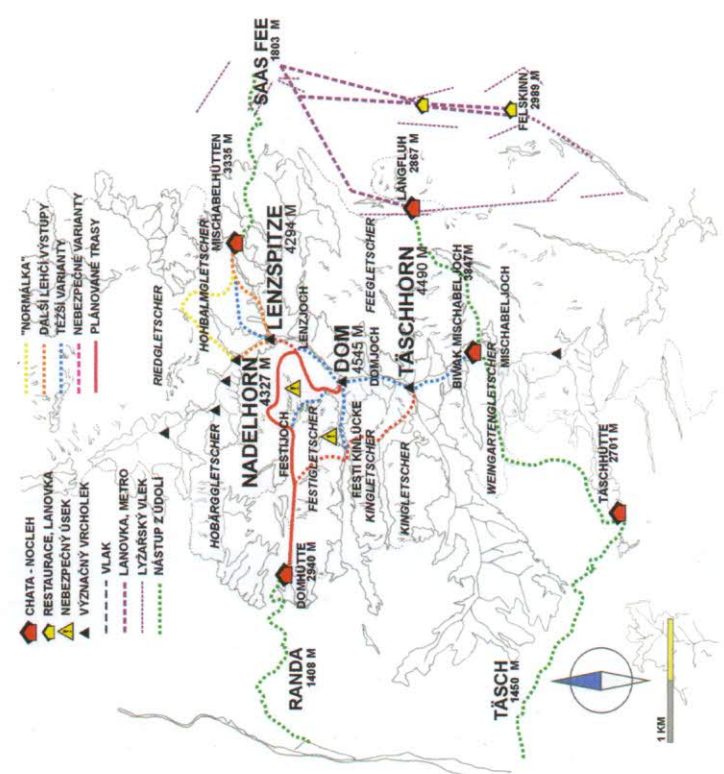 CHATA - NOCLEH
RESTAURACE, LANOVKA
NEBEZPEČNÝ ÚSEK
VÝZNAČNÝ VRCHOLEK
VLAK
LANOVKA, METRO
LYŽAŘSKÝ VLEK
NÁSTUP Z ÚDOLÍ
"NORMÁLKA"
DALŠÍ LEHČÍ VÝSTUPY
TĚŽŠÍ VARIANTY
NEBEZPEČNÉ VARIANTY
PLÁNOVANÉ TRASY
RIEDGLETSCHER
HOHBALMGLETSCHER
MISCHABELHÜTTEN
3335 M
SAAS FEE
1803 M
HOBÄRGGLETSCHER
NADELHORN
4327 M
LENZSPITZE
4294 M
LENZJOCH
FESTIJOCH
FESTIGLETSCHER
DOMHÜTTE
2940 M
RANDA
1408 M
DOM
4545 M
DOMJOCH
FESTI KINLÜCKE
KINGLETSCHER
KINGLETSCHER
TÄSCHHORN
4490 M
FEEGLETSCHER
LÄNGFLUH
2867 M
FELSKINN
2989 M
BIWAK MISCHABELJOCH
3847M
MISCHABELJOCH
WEINGARTENGLETSCHER
TÄSCHHÜTTE
2701 M
TÄSCH
1450 M
1 KM